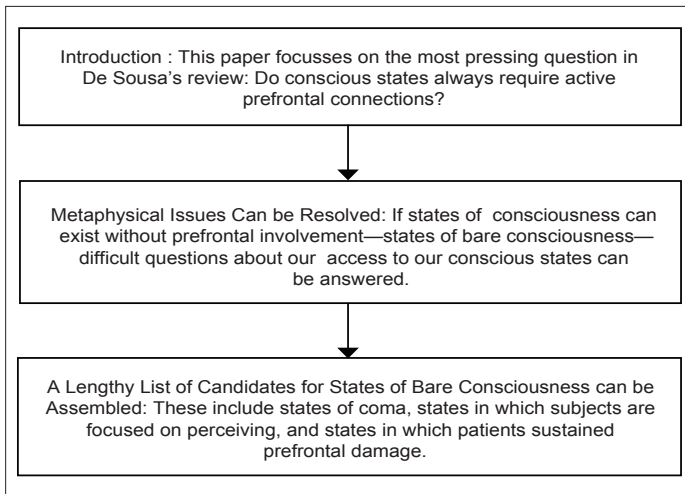 Introduction : This paper focusses on the most pressing question in
De Sousa's review: Do conscious states always require active
prefrontal connections?
Metaphysical Issues Can be Resolved: If states of consciousness can
exist without prefrontal involvement—states of bare consciousness—
difficult questions about our access to our conscious states can
be answered.
A Lengthy List of Candidates for States of Bare Consciousness can be
Assembled: These include states of coma, states in which subjects are
focused on perceiving, and states in which patients sustained
prefrontal damage.